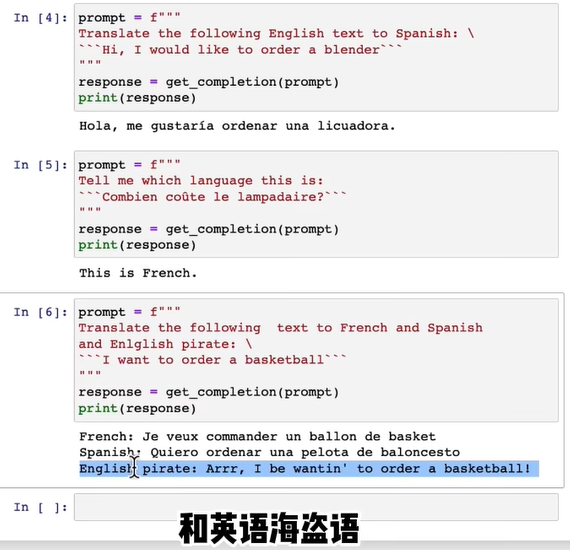 In [4]: prompt = f"""
Translate the following English text to Spanish: \
```Hi, I would like to order a blender```
"""
response = get_completion(prompt)
print(response)
Hola, me gustaría ordenar una licuadora.
In [5]: prompt = f"""
Tell me which language this is:
```Combien coûte le lampadaire?```
"""
response = get_completion(prompt)
print(response)
This is French.
In [6]: prompt = f"""
Translate the following  text to French and Spanish
and Enlglish pirate: \
```I want to order a basketball```
"""
response = get_completion(prompt)
print(response)
French: Je veux commander un ballon de basket
Spanish: Quiero ordenar una pelota de baloncesto
English pirate: Arrr, I be wantin' to order a basketball!
In [ ]:
和英语海盗语